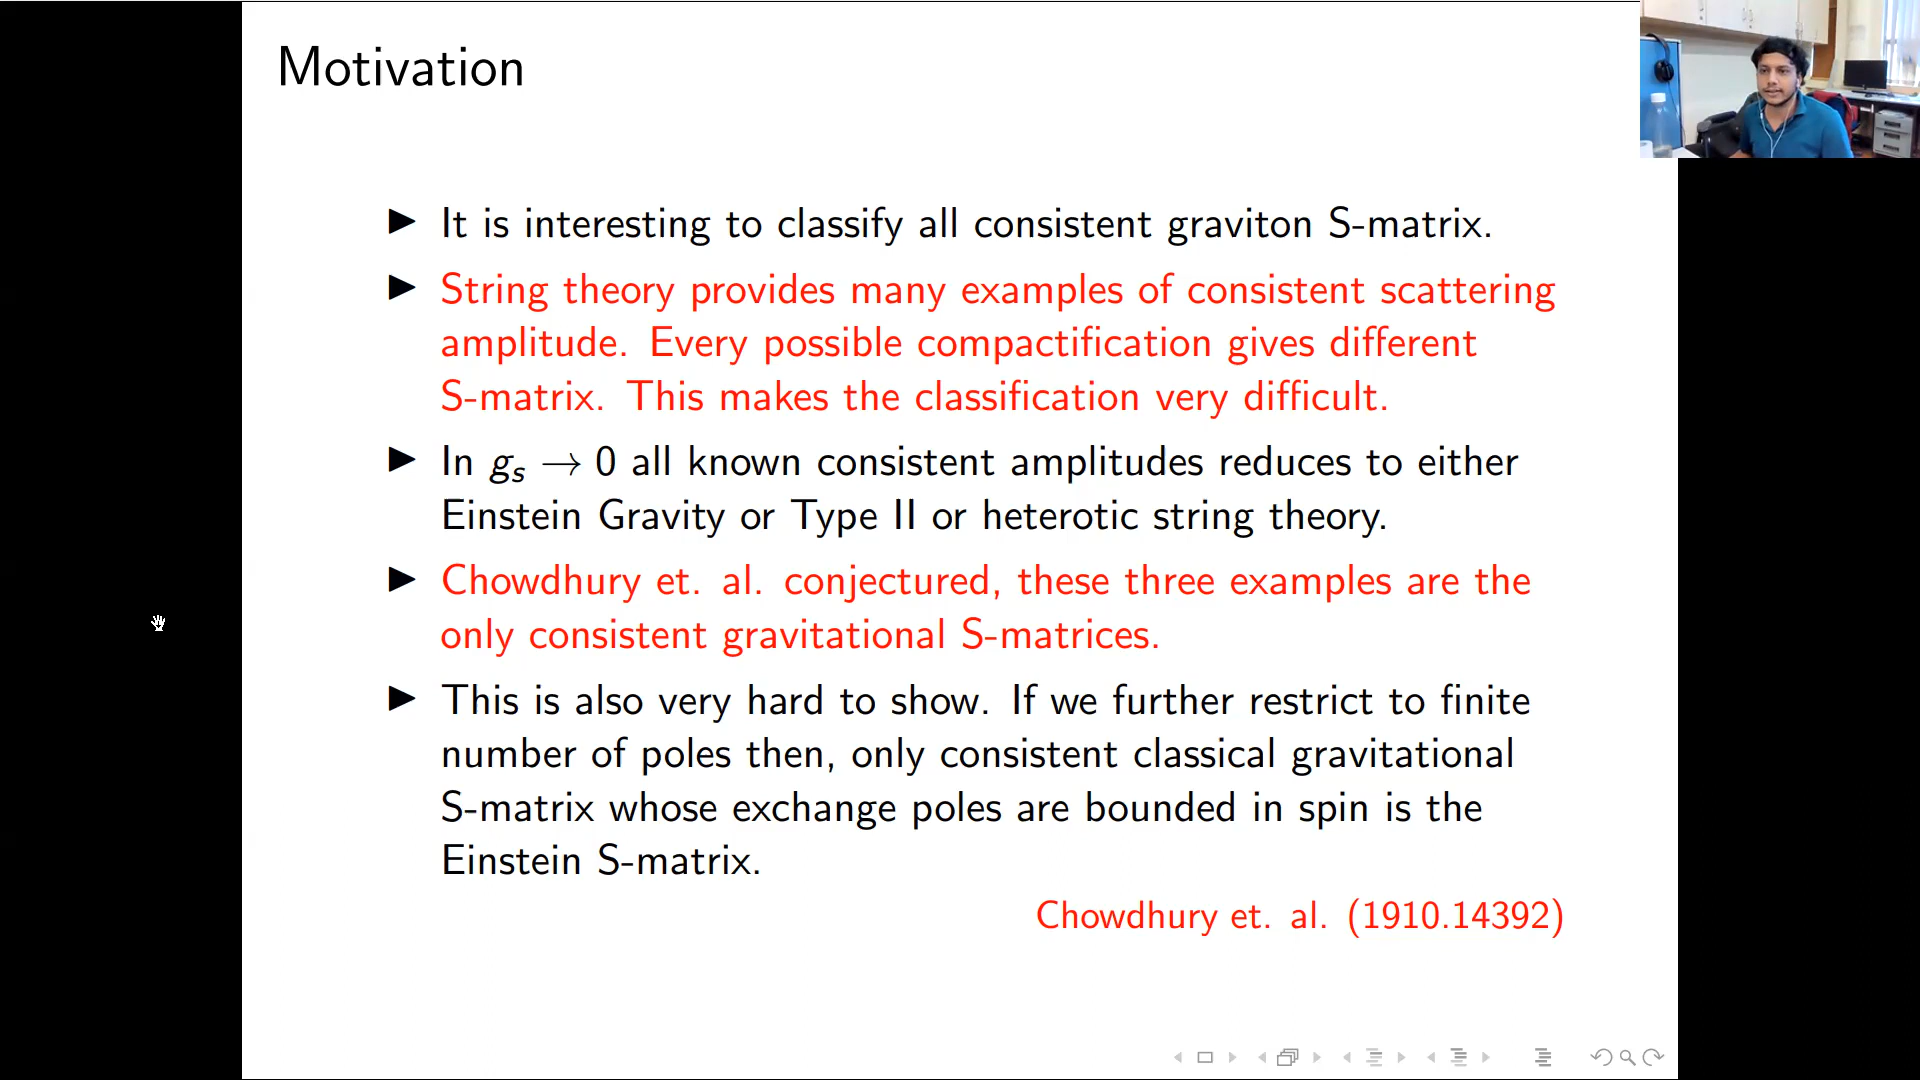 Motivation
▶ It is interesting to classify all consistent graviton S-matrix.
▶ String theory provides many examples of consistent scattering
amplitude. Every possible compactification gives different
S-matrix. This makes the classification very difficult.
▶ In gₛ → 0 all known consistent amplitudes reduces to either
Einstein Gravity or Type II or heterotic string theory.
▶ Chowdhury et. al. conjectured, these three examples are the
only consistent gravitational S-matrices.
▶ This is also very hard to show. If we further restrict to finite
number of poles then, only consistent classical gravitational
S-matrix whose exchange poles are bounded in spin is the
Einstein S-matrix.
Chowdhury et. al. (1910.14392)